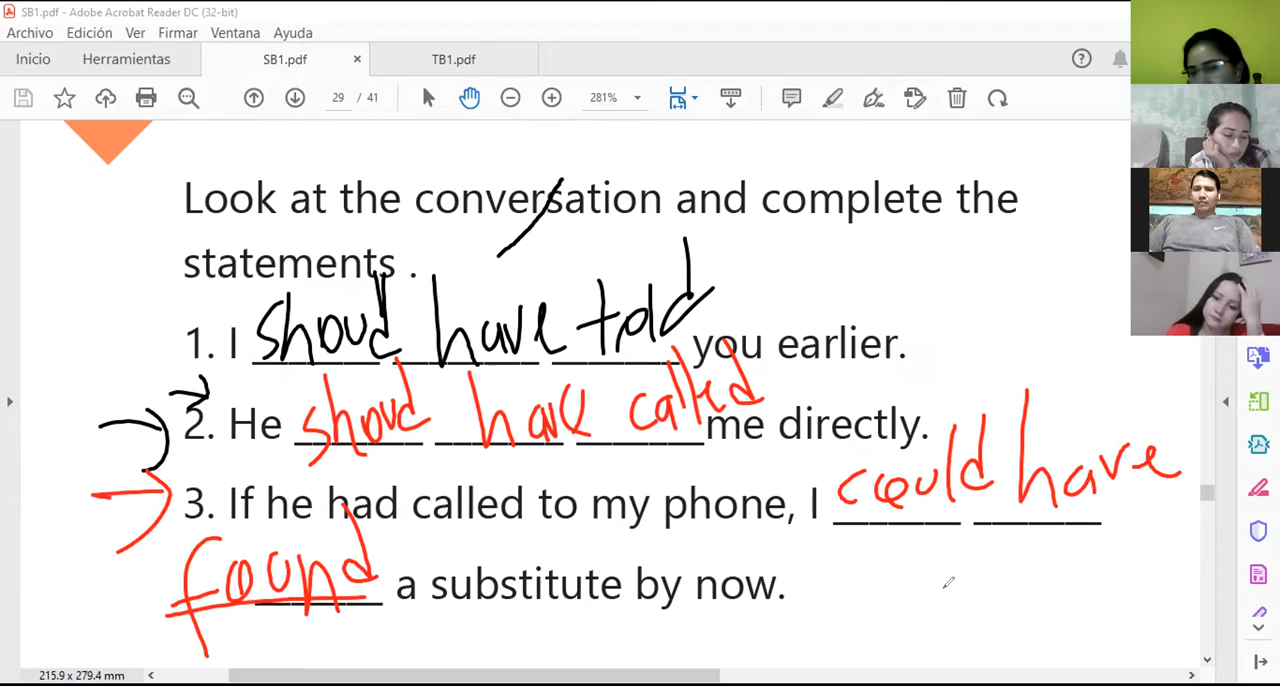 SB1.pdf - Adobe Acrobat Reader DC (32-bit)
Archivo Edición Ver Firmar Ventana Ayuda
Inicio Herramientas SB1.pdf × TB1.pdf
29 / 41 281%
Look at the conversation and complete the
statements .
1. I shoud have told you earlier.
2. He shoud have called me directly.
3. If he had called to my phone, I could have
found a substitute by now.
215.9 x 279.4 mm